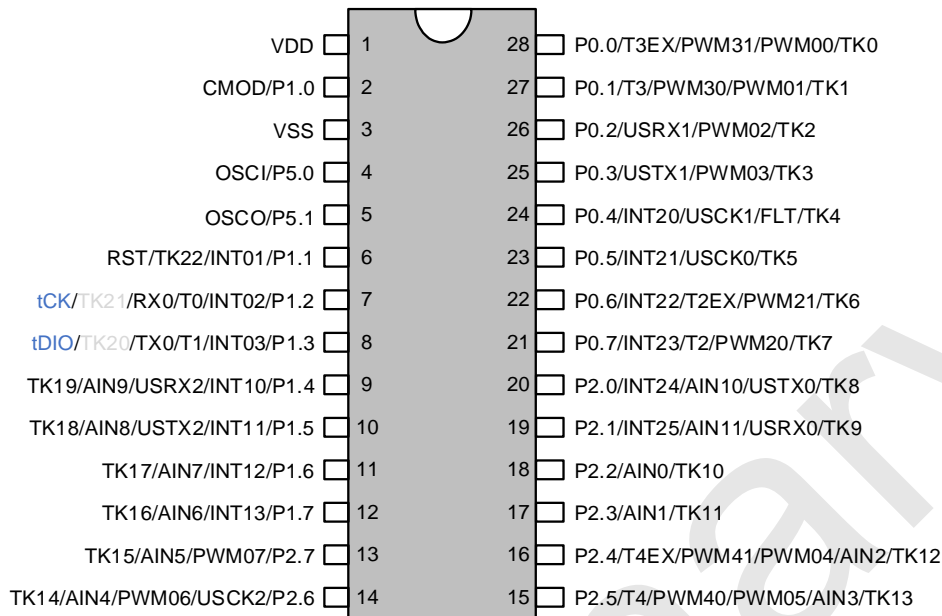 VDD 1 28 P0.0/T3EX/PWM31/PWM00/TK0
CMOD/P1.0 2 27 P0.1/T3/PWM30/PWM01/TK1
VSS 3 26 P0.2/USRX1/PWM02/TK2
OSCI/P5.0 4 25 P0.3/USTX1/PWM03/TK3
OSCO/P5.1 5 24 P0.4/INT20/USCK1/FLT/TK4
RST/TK22/INT01/P1.1 6 23 P0.5/INT21/USCK0/TK5
tCK/TK21/RX0/T0/INT02/P1.2 7 22 P0.6/INT22/T2EX/PWM21/TK6
tDIO/TK20/TX0/T1/INT03/P1.3 8 21 P0.7/INT23/T2/PWM20/TK7
TK19/AIN9/USRX2/INT10/P1.4 9 20 P2.0/INT24/AIN10/USTX0/TK8
TK18/AIN8/USTX2/INT11/P1.5 10 19 P2.1/INT25/AIN11/USRX0/TK9
TK17/AIN7/INT12/P1.6 11 18 P2.2/AIN0/TK10
TK16/AIN6/INT13/P1.7 12 17 P2.3/AIN1/TK11
TK15/AIN5/PWM07/P2.7 13 16 P2.4/T4EX/PWM41/PWM04/AIN2/TK12
TK14/AIN4/PWM06/USCK2/P2.6 14 15 P2.5/T4/PWM40/PWM05/AIN3/TK13